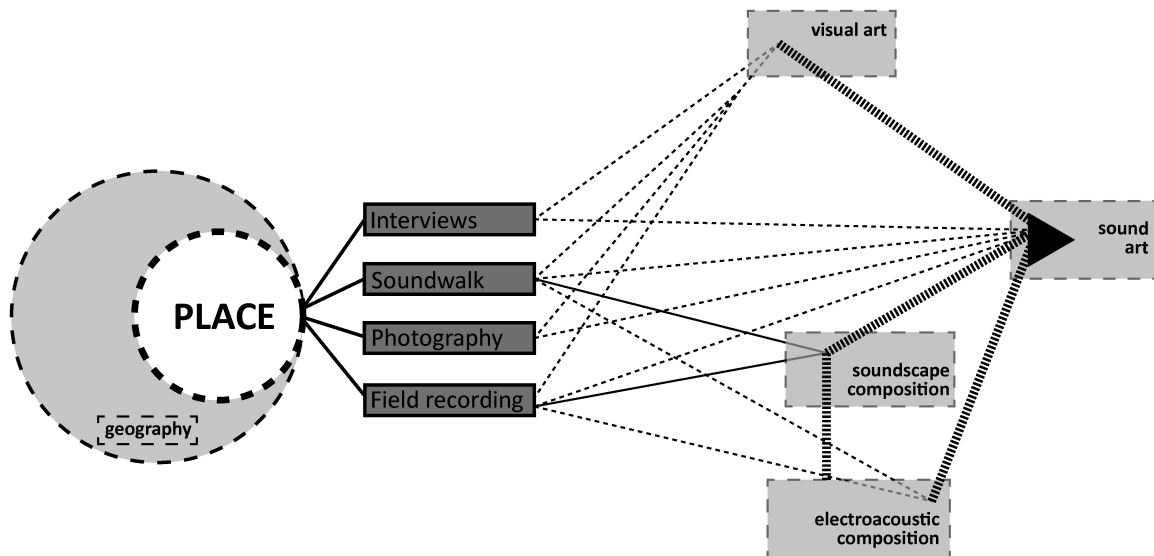 visual art
Interviews
sound
art
Soundwalk
PLACE
Photography
soundscape
composition
Field recording
geography
electroacoustic
composition